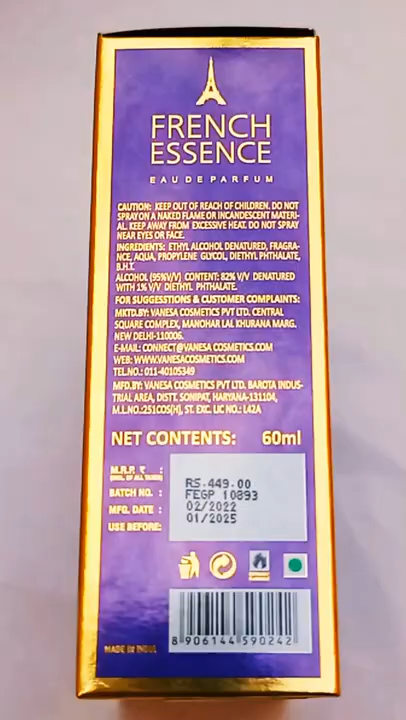 FRENCH
ESSENCE
EAU DE PARFUM
CAUTION: KEEP OUT OF REACH OF CHILDREN. DO NOT
SPRAY ON A NAKED FLAME OR INCANDESCENT MATERI-
AL. KEEP AWAY FROM EXCESSIVE HEAT. DO NOT SPRAY
NEAR EYES OR FACE.
INGREDIENTS: ETHYL ALCOHOL DENATURED, FRAGRA-
NCE, AQUA, PROPYLENE GLYCOL, DIETHYL PHTHALATE,
B.H.T.
ALCOHOL (95%V/V) CONTENT: 82% V/V DENATURED
WITH 1% V/V DIETHYL PHTHALATE.
FOR SUGGESSTIONS & CUSTOMER COMPLAINTS:
MKTD.BY: VANESA COSMETICS PVT LTD. CENTRAL
SQUARE COMPLEX, MANOHAR LAL KHURANA MARG.
NEW DELHI-110006.
E-MAIL: CONNECT@VANESA COSMETICS.COM
WEB: WWW.VANESACOSMETICS.COM
TEL.NO.: 011-40105349
MFD.BY: VANESA COSMETICS PVT LTD. BAROTA INDUS-
TRIAL AREA, DISTT. SONIPAT, HARYANA-131104,
M.L.NO.:251COS(H), ST. EXC. LIC NO.: L42A
NET CONTENTS: 60ml
M.R.P. ₹ : RS.449.00
(INCL. OF ALL TAXES)
BATCH NO. : FEGP 10893
MFG. DATE : 02/2022
USE BEFORE: 01/2025
8 906144 590242
MADE IN INDIA